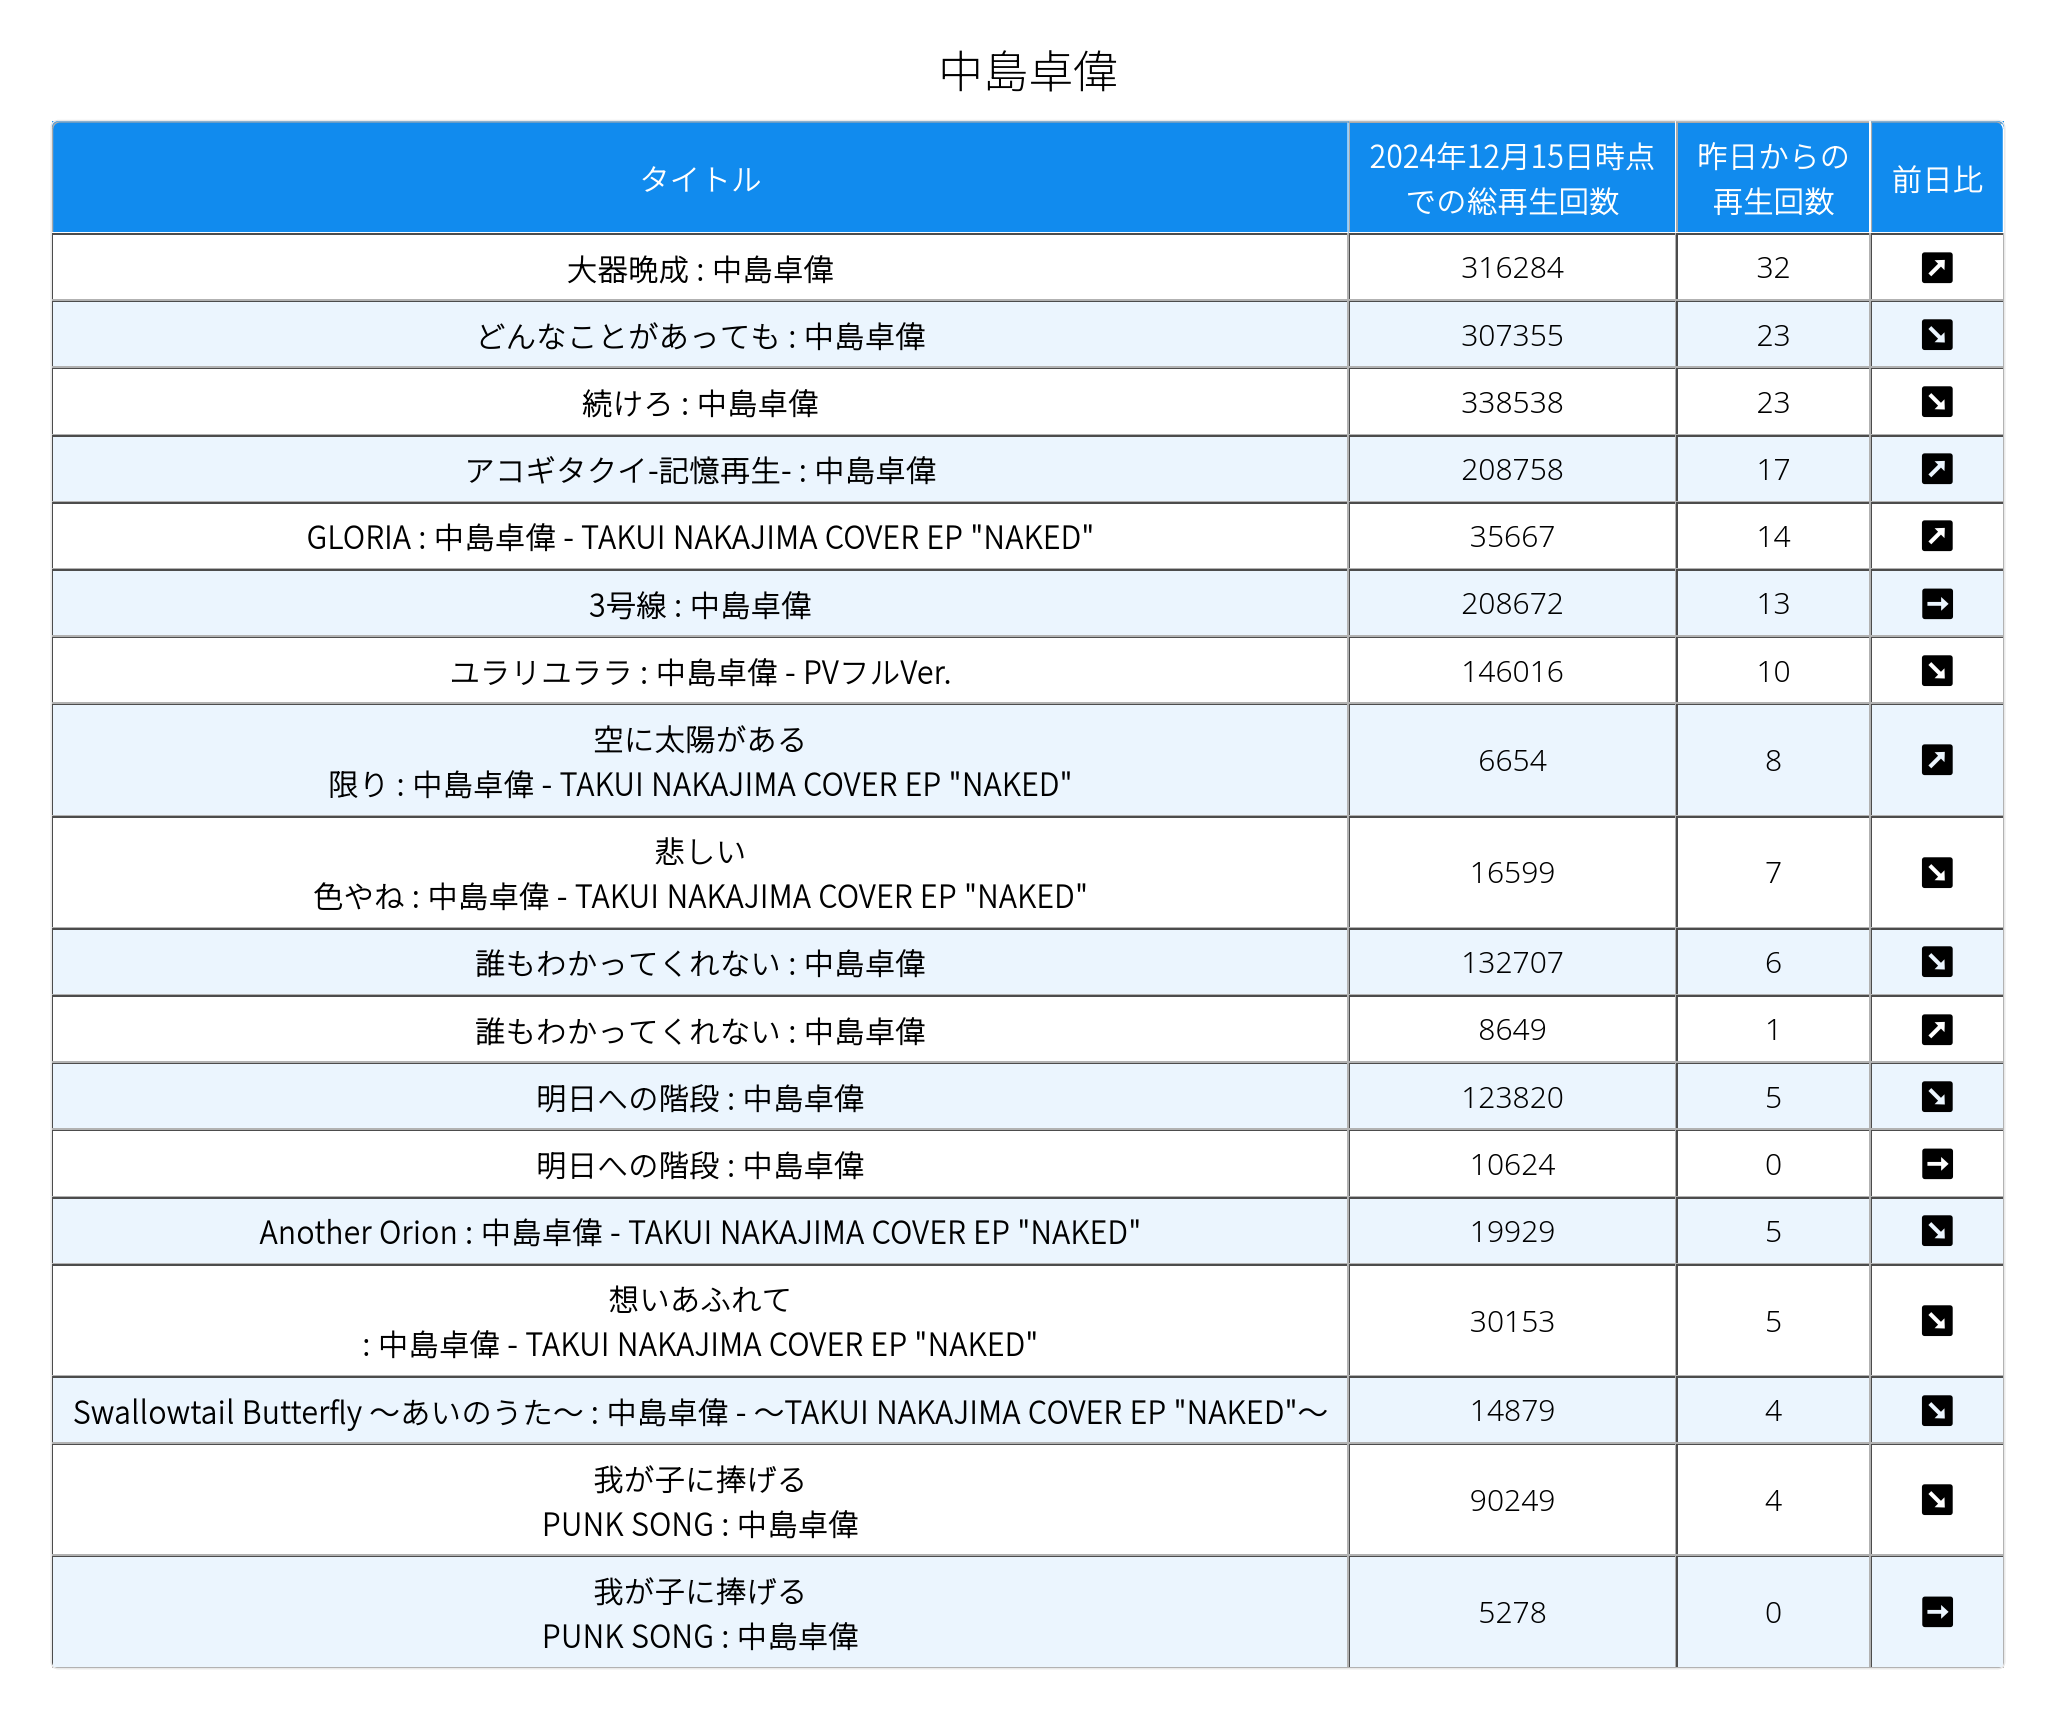 中島卓偉
タイトル
2024年12月15日時点
での総再生回数
昨日からの
再生回数
前日比
大器晩成 : 中島卓偉 316284 32 ↗
どんなことがあっても : 中島卓偉 307355 23 ↘
続けろ : 中島卓偉 338538 23 ↘
アコギタクイ-記憶再生- : 中島卓偉 208758 17 ↗
GLORIA : 中島卓偉 - TAKUI NAKAJIMA COVER EP "NAKED" 35667 14 ↗
3号線 : 中島卓偉 208672 13 →
ユラリユララ : 中島卓偉 - PVフルVer. 146016 10 ↘
空に太陽がある
限り : 中島卓偉 - TAKUI NAKAJIMA COVER EP "NAKED" 6654 8 ↗
悲しい
色やね : 中島卓偉 - TAKUI NAKAJIMA COVER EP "NAKED" 16599 7 ↘
誰もわかってくれない : 中島卓偉 132707 6 ↘
誰もわかってくれない : 中島卓偉 8649 1 ↗
明日への階段 : 中島卓偉 123820 5 ↘
明日への階段 : 中島卓偉 10624 0 →
Another Orion : 中島卓偉 - TAKUI NAKAJIMA COVER EP "NAKED" 19929 5 ↘
想いあふれて
: 中島卓偉 - TAKUI NAKAJIMA COVER EP "NAKED" 30153 5 ↘
Swallowtail Butterfly 〜あいのうた〜 : 中島卓偉 - 〜TAKUI NAKAJIMA COVER EP "NAKED"〜 14879 4 ↘
我が子に捧げる
PUNK SONG : 中島卓偉 90249 4 ↘
我が子に捧げる
PUNK SONG : 中島卓偉 5278 0 →